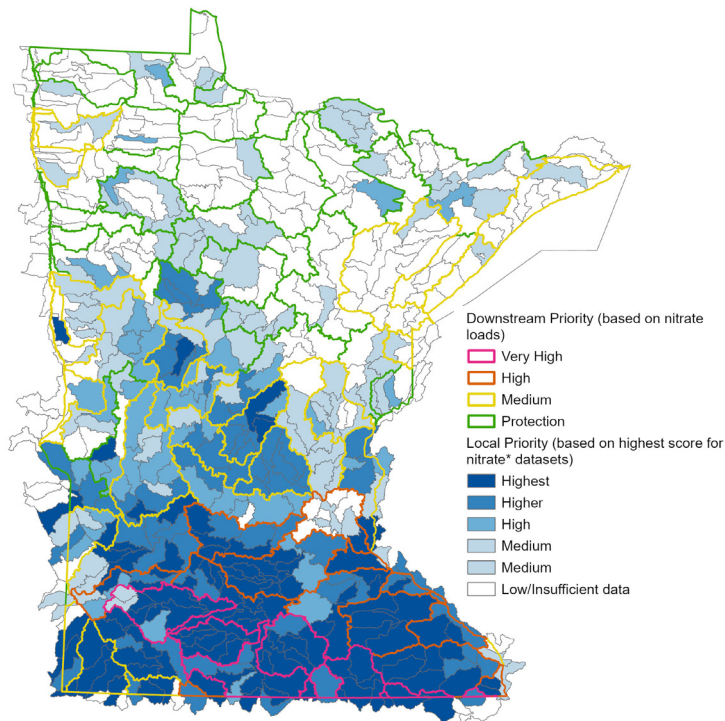 Downstream Priority (based on nitrate
loads)
Very High
High
Medium
Protection
Local Priority (based on highest score for
nitrate* datasets)
Highest
Higher
High
Medium
Medium
Low/Insufficient data